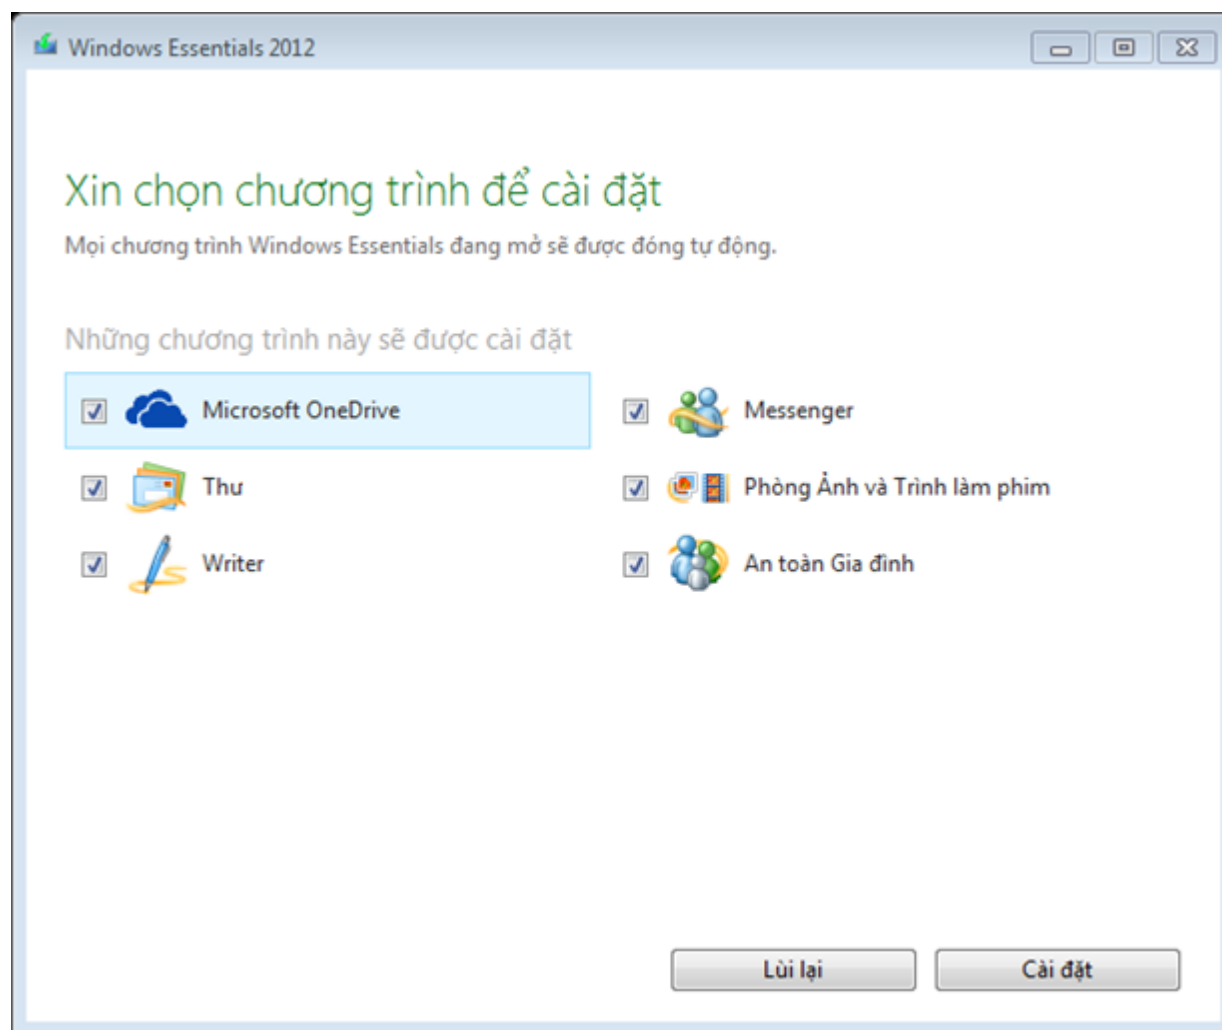 Windows Essentials 2012
Xin chọn chương trình để cài đặt
Mọi chương trình Windows Essentials đang mở sẽ được đóng tự động.
Những chương trình này sẽ được cài đặt
Microsoft OneDrive
Messenger
Thư
Phòng Ảnh và Trình làm phim
Writer
An toàn Gia đình
Lùi lại
Cài đặt